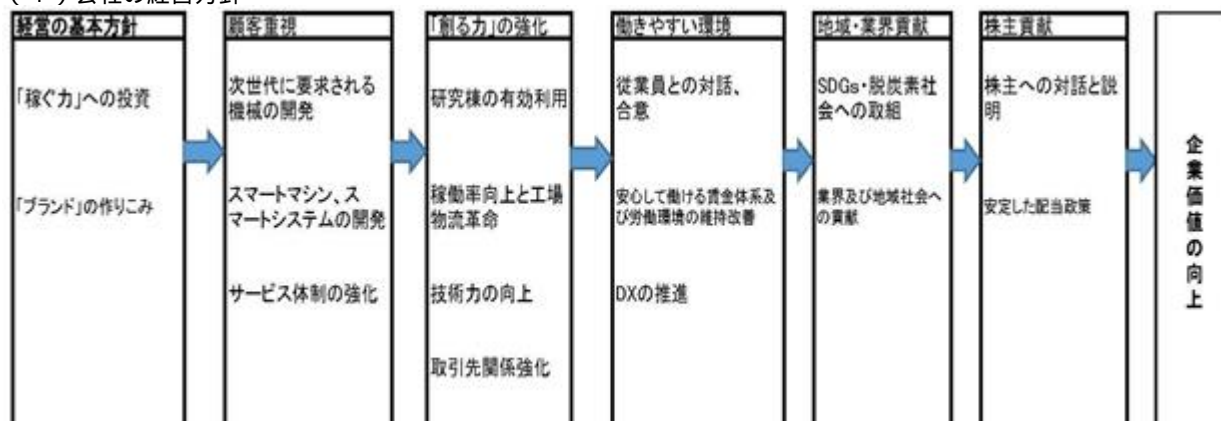 (1)会社の経営方針
経営の基本方針
「稼ぐ力」への投資
「ブランド」の作りこみ
顧客重視
次世代に要求される
機械の開発
スマートマシン、ス
マートシステムの開発
サービス体制の強化
「創る力」の強化
研究棟の有効利用
稼働率向上と工場
物流革命
技術力の向上
取引先関係強化
働きやすい環境
従業員との対話、
合意
安心して働ける賃金体系及
び労働環境の維持改善
DXの推進
地域・業界貢献
SDGs・脱炭素社
会への取組
業界及び地域社会へ
の貢献
株主貢献
株主への対話と説
明
安定した配当政策
企業価値の向上